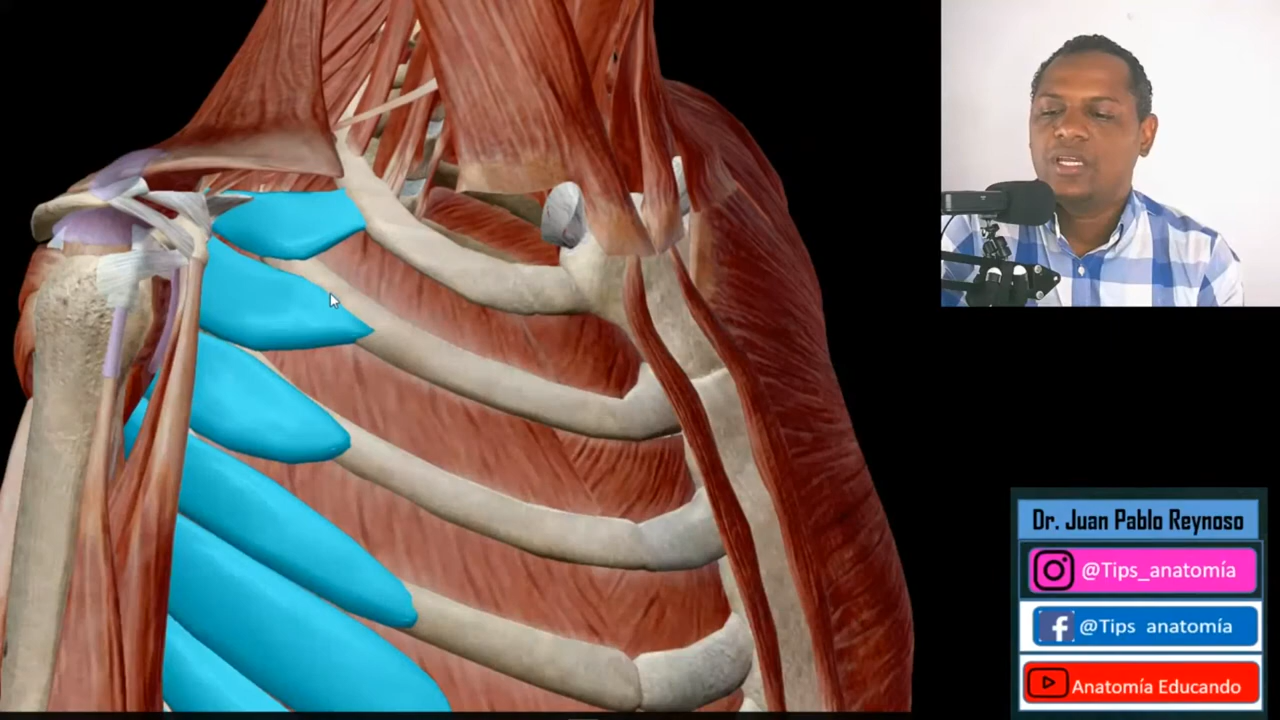 Dr. Juan Pablo Reynoso
@Tips_anatomía
@Tips anatomía
Anatomía Educando